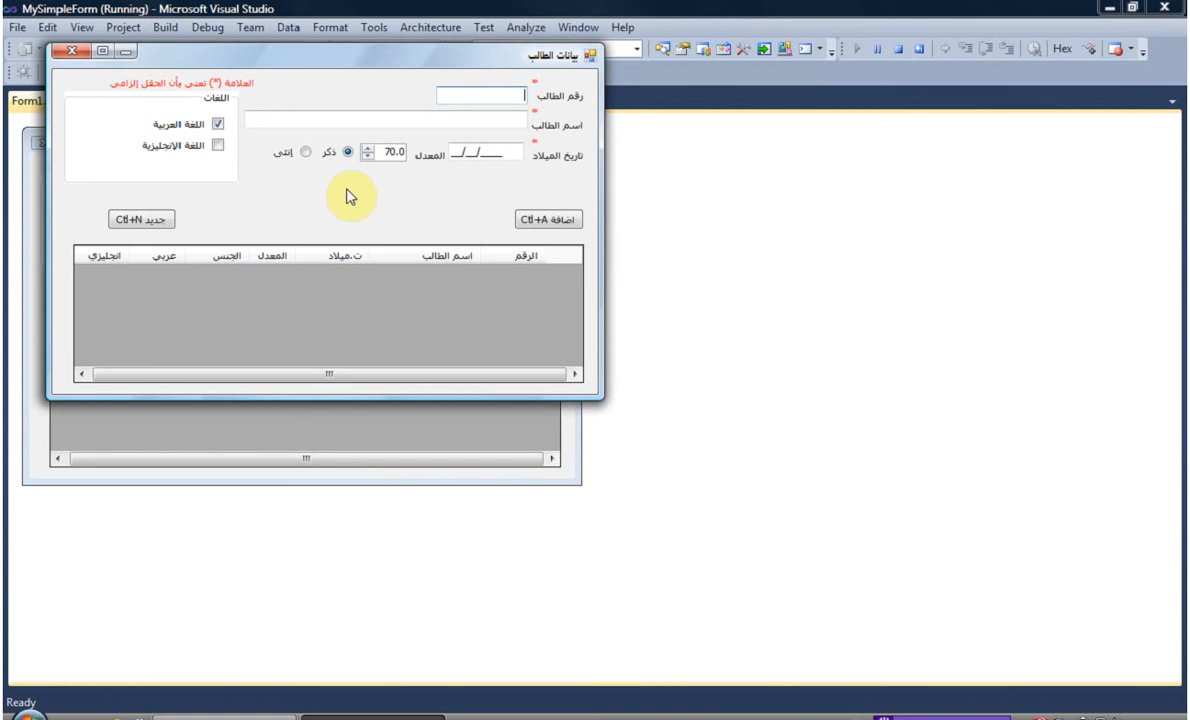 MySimpleForm (Running) - Microsoft Visual Studio
File Edit View Project Build Debug Team Data Format Tools Architecture Test Analyze Window Help
Hex
بيانات الطالب
Form1
العلامة (*) تعني بأن الحقل إلزامي
* رقم الطالب
* اسم الطالب
* تاريخ الميلاد __/__/____ المعدل 70.0 ذكر إنثى
اللغات
اللغة العربية
اللغة الانجليزية
اضافة Ctl+A
جديد Ctl+N
الرقم اسم الطالب ت.ميلاد المعدل الجنس عربي انجليزي
Ready